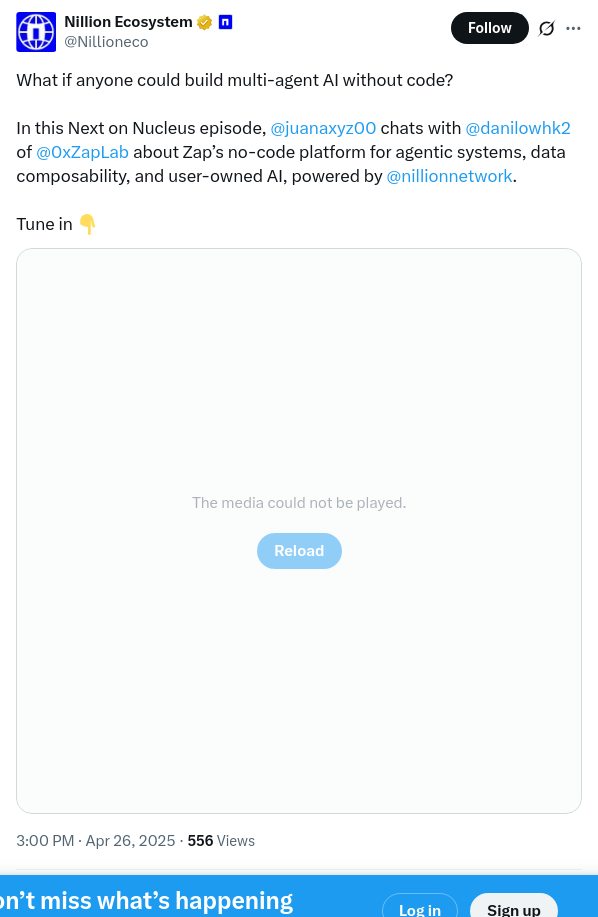 Nillion Ecosystem
@Nillioneco
Follow
What if anyone could build multi-agent AI without code?
In this Next on Nucleus episode, @juanaxyz00 chats with @danilowhk2
of @0xZapLab about Zap’s no-code platform for agentic systems, data
composability, and user-owned AI, powered by @nillionnetwork.
Tune in 👇
The media could not be played.
Reload
3:00 PM · Apr 26, 2025 · 556 Views
on’t miss what’s happening
Log in
Sign up